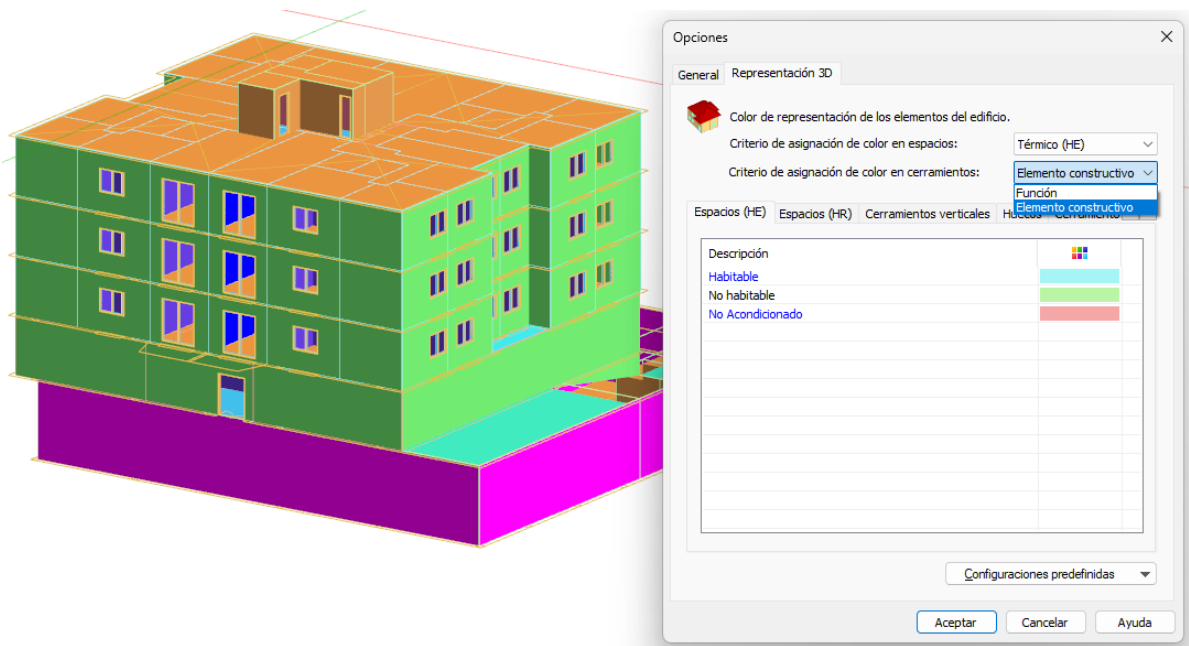 Opciones
General Representación 3D
Color de representación de los elementos del edificio.
Criterio de asignación de color en espacios: Térmico (HE)
Criterio de asignación de color en cerramientos: Elemento constructivo
Función
Elemento constructivo
Espacios (HE) Espacios (HR) Cerramientos verticales
Descripción
Habitable
No habitable
No Acondicionado
Configuraciones predefinidas
Aceptar Cancelar Ayuda